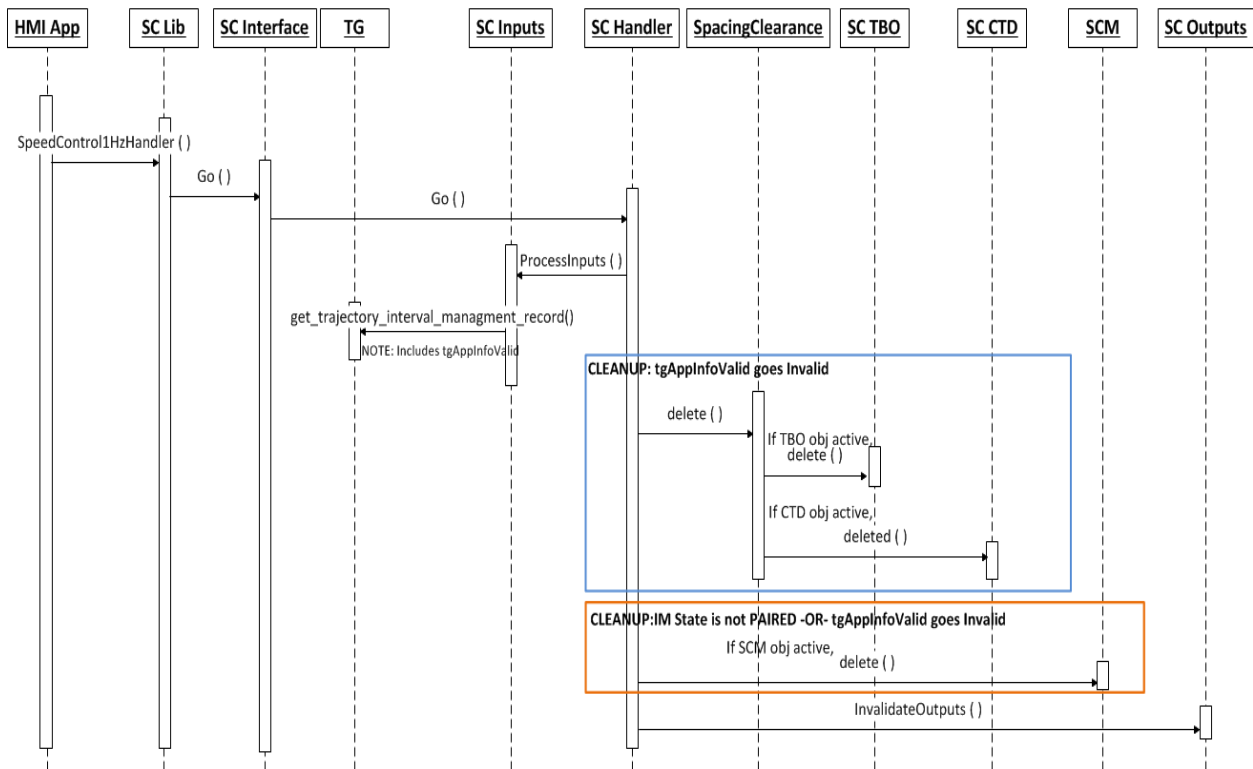 HMI App
SC Lib
SC Interface
TG
SC Inputs
SC Handler
SpacingClearance
SC TBO
SC CTD
SCM
SC Outputs
SpeedControl1HzHandler ( )
Go ( )
Go ( )
ProcessInputs ( )
get_trajectory_interval_managment_record()
NOTE: Includes tgAppInfoValid
CLEANUP: tgAppInfoValid goes Invalid
delete ( )
If TBO obj active,
delete ( )
If CTD obj active,
deleted ( )
CLEANUP:IM State is not PAIRED -OR- tgAppInfoValid goes Invalid
If SCM obj active,
delete ( )
InvalidateOutputs ( )